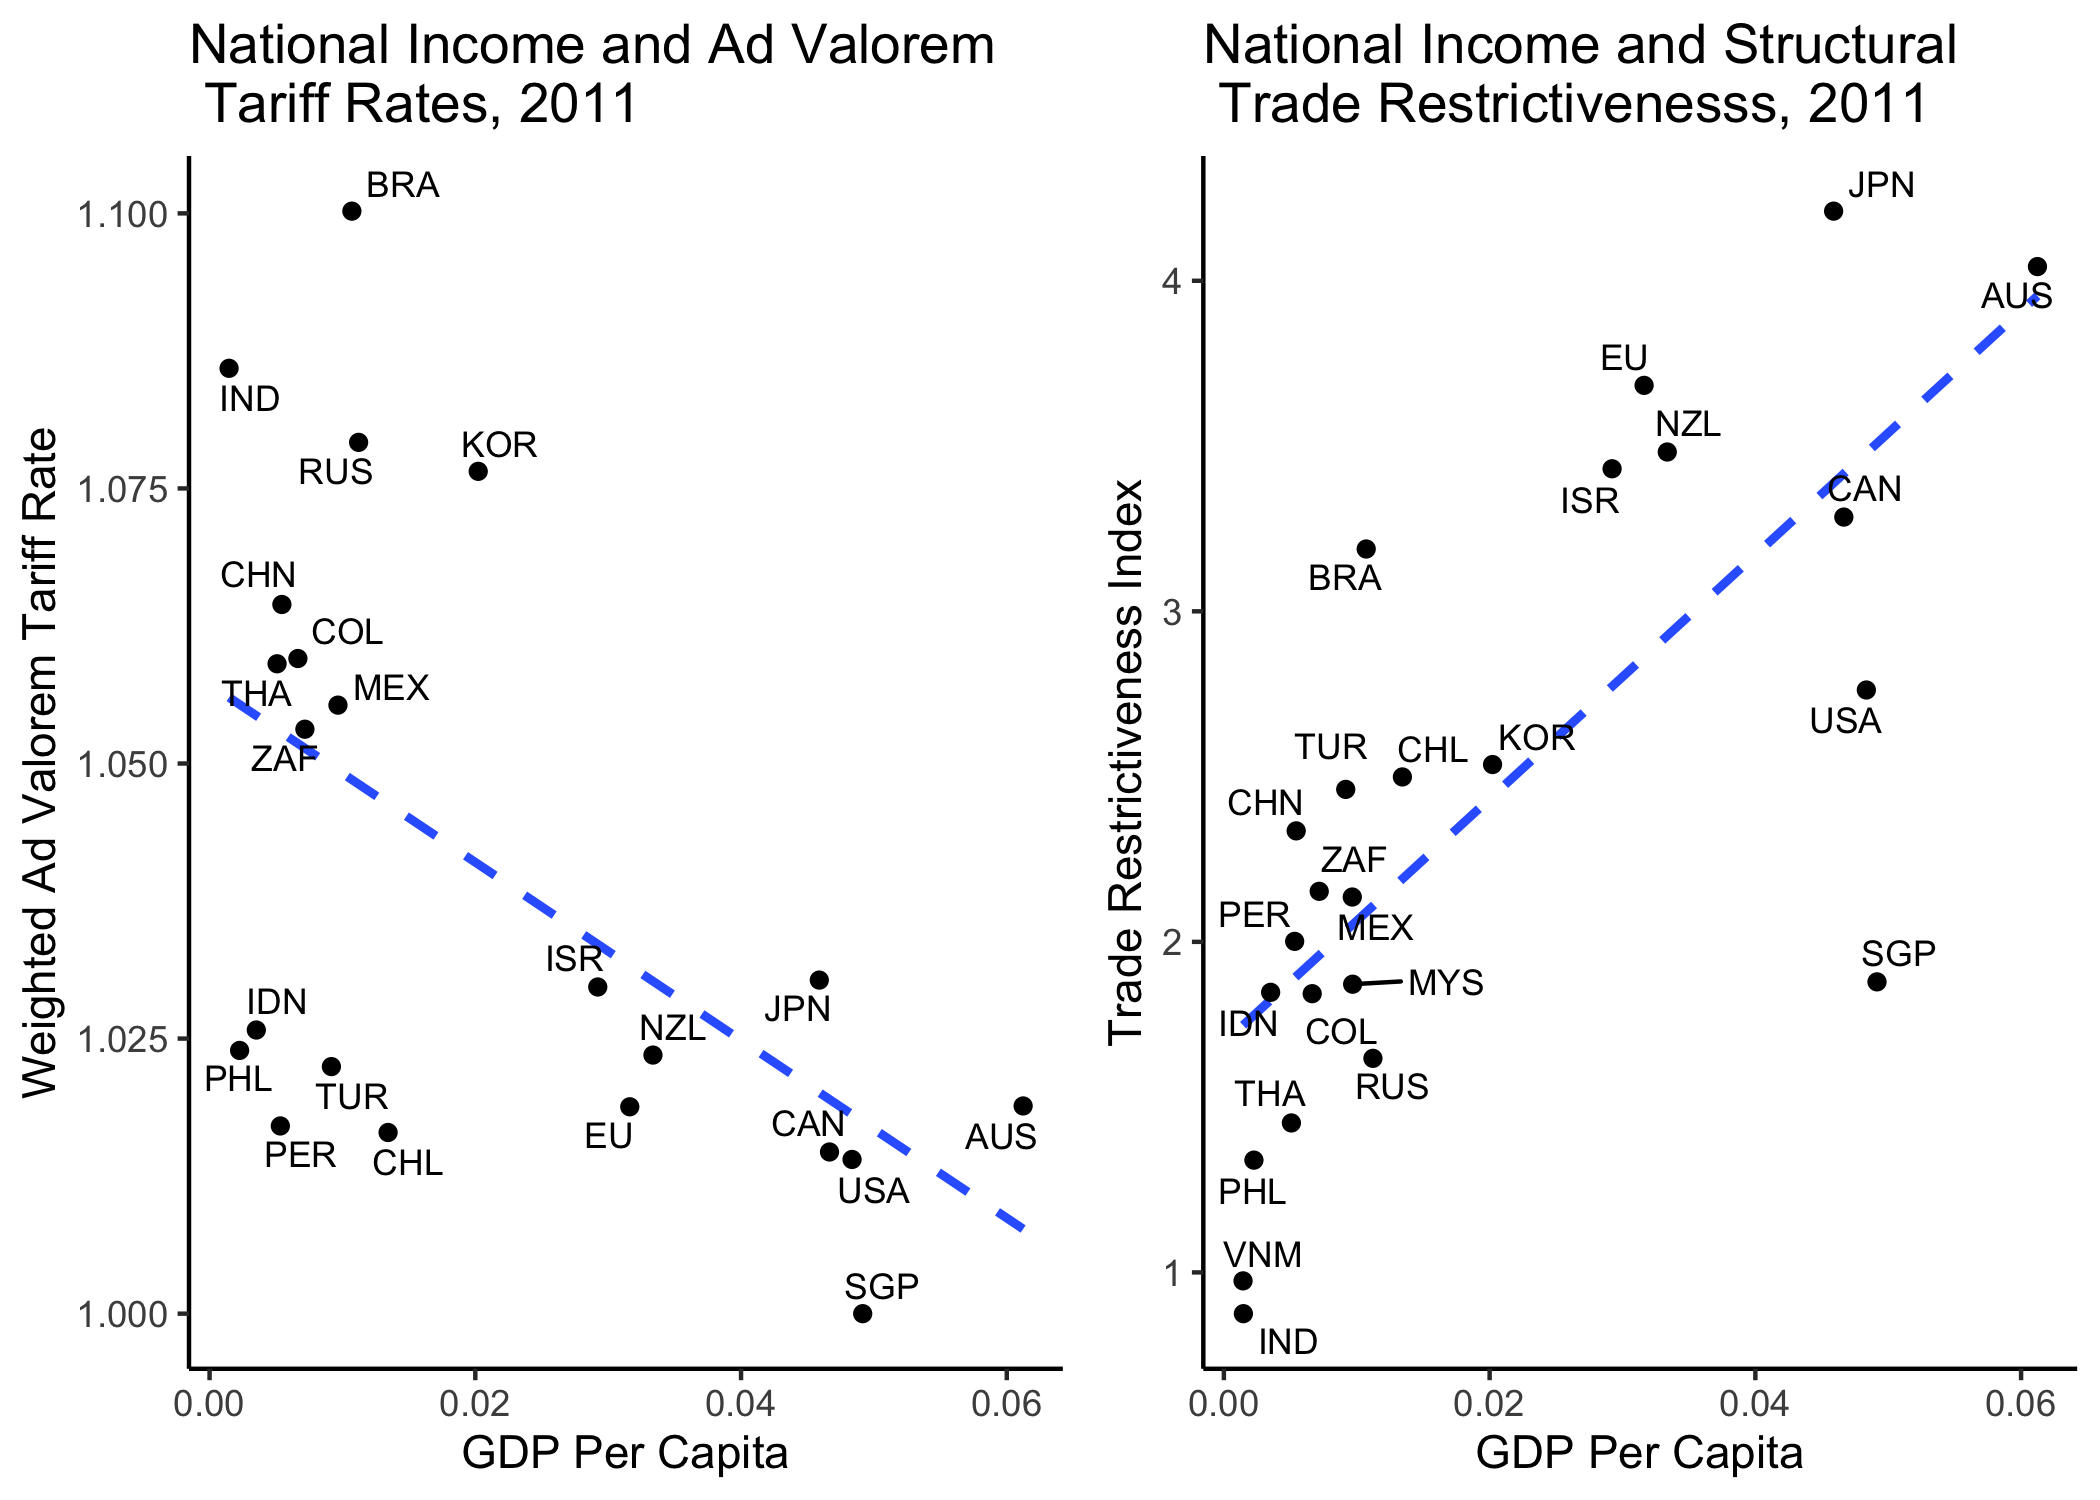 National Income and Ad Valorem
Tariff Rates, 2011
Weighted Ad Valorem Tariff Rate
1.100
1.075
1.050
1.025
1.000
BRA
IND
RUS
KOR
CHN
COL
THA
MEX
ZAF
ISR
JPN
IDN
NZL
PHL
TUR
PER
CHL
EU
CAN
AUS
USA
SGP
0.00
0.02
0.04
0.06
GDP Per Capita
National Income and Structural
Trade Restrictivenesss, 2011
Trade Restrictiveness Index
4
3
2
1
JPN
AUS
EU
NZL
ISR
CAN
BRA
USA
TUR
CHL
KOR
CHN
ZAF
PER
MEX
SGP
MYS
IDN
COL
RUS
THA
PHL
VNM
IND
0.00
0.02
0.04
0.06
GDP Per Capita